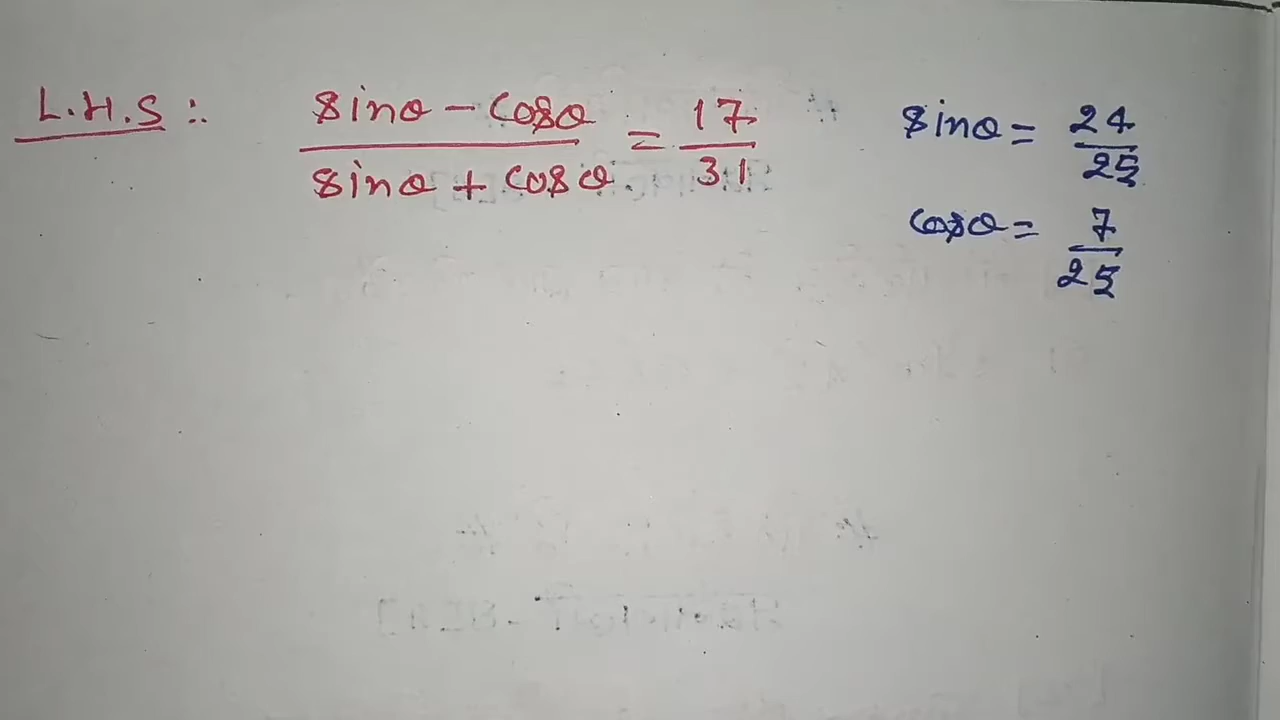 L.H.S :. sinθ - cosθ / sinθ + cosθ = 17 / 31
sinθ = 24 / 25
cosθ = 7 / 25